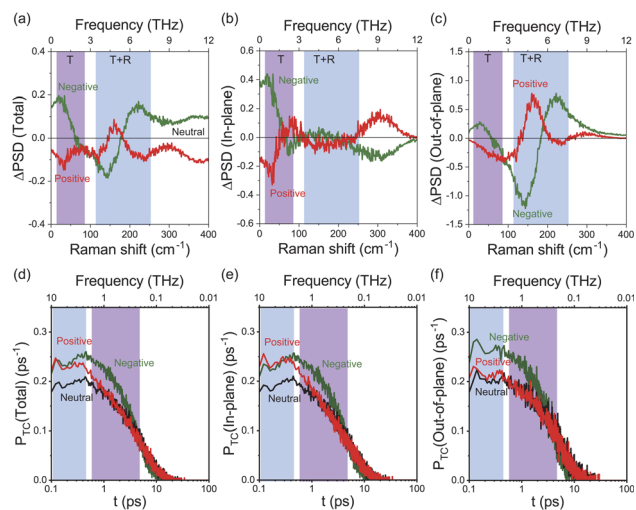 (a) Frequency (THz)
0 3 6 9 12
0.4
0.2
0.0
-0.2
-0.4
ΔPSD (Total)
T T+R
Negative
Neutral
Positive
0 100 200 300 400
Raman shift (cm-1)
(b) Frequency (THz)
0 3 6 9 12
0.6
0.4
0.2
0.0
-0.2
-0.4
-0.6
ΔPSD (In-plane)
T T+R
Negative
Positive
0 100 200 300 400
Raman shift (cm-1)
(c) Frequency (THz)
0 3 6 9 12
1.5
1.0
0.5
0.0
-0.5
-1.0
-1.5
ΔPSD (Out-of-plane)
T T+R
Positive
Negative
0 100 200 300 400
Raman shift (cm-1)
(d) Frequency (THz)
10 1 0.1 0.01
0.3
0.2
0.1
0.0
PTC(Total) (ps-1)
Positive
Negative
Neutral
0.1 1 10 100
t (ps)
(e) Frequency (THz)
10 1 0.1 0.01
0.3
0.2
0.1
0.0
PTC(In-plane) (ps-1)
Positive
Negative
Neutral
0.1 1 10 100
t (ps)
(f) Frequency (THz)
10 1 0.1 0.01
0.3
0.2
0.1
0.0
PTC(Out-of-plane) (ps-1)
Negative
Positive
Neutral
0.1 1 10 100
t (ps)